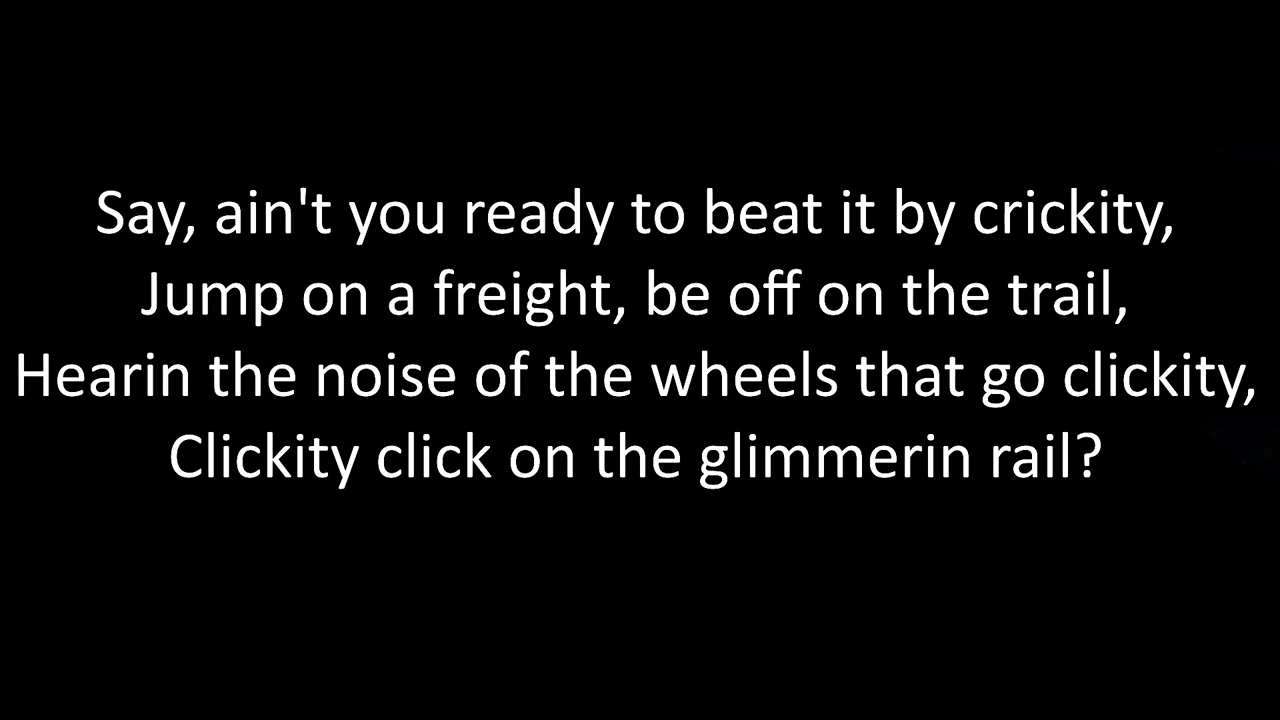 Say, ain't you ready to beat it by crickity,
Jump on a freight, be off on the trail,
Hearin the noise of the wheels that go clickity,
Clickity click on the glimmerin rail?